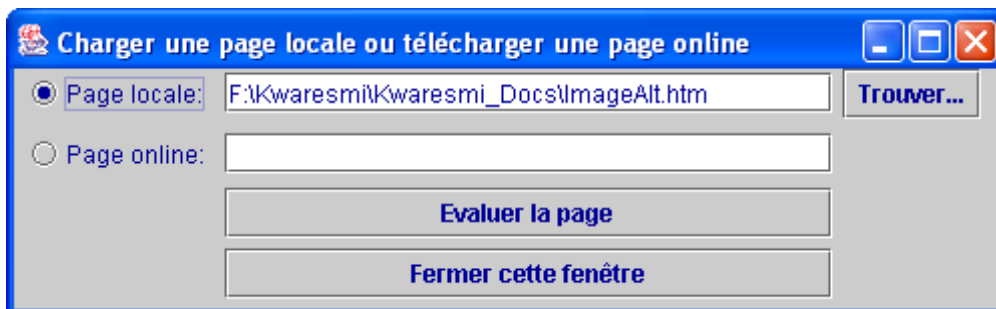 Charger une page locale ou télécharger une page online
Page locale: F:\Kwaresmi\Kwaresmi_Docs\ImageAlt.htm Trouver...
Page online:
Evaluer la page
Fermer cette fenêtre